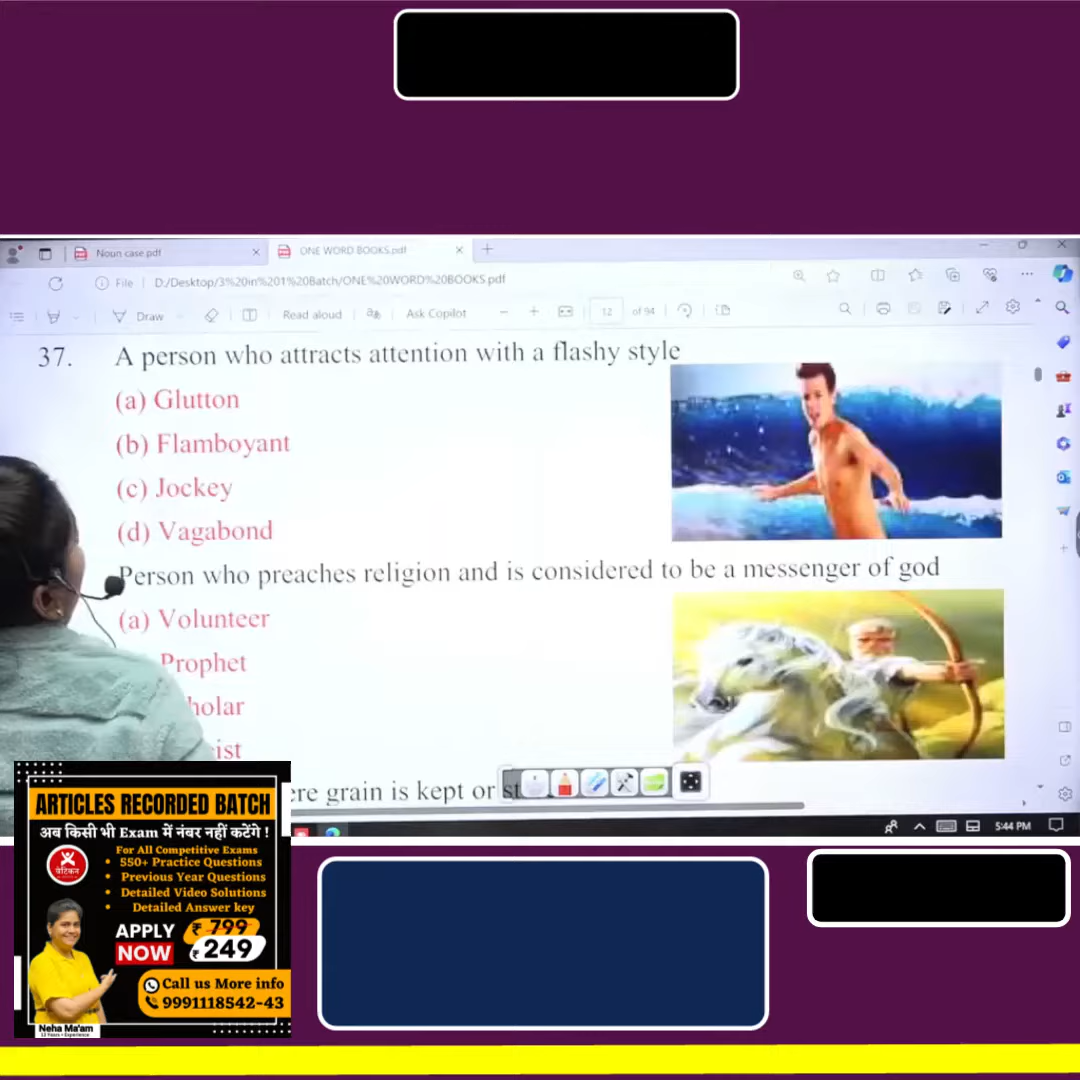 Noun case.pdf
ONE WORD BOOKS.pdf
File
D:/Desktop/3%20in%201%20Batch/ONE%20WORD%20BOOKS.pdf
Draw
Read aloud
Ask Copilot
12
of 94
37. A person who attracts attention with a flashy style
(a) Glutton
(b) Flamboyant
(c) Jockey
(d) Vagabond
Person who preaches religion and is considered to be a messenger of god
(a) Volunteer
Prophet
holar
ist
ere grain is kept or st
5:44 PM
ARTICLES RECORDED BATCH
अब किसी भी Exam में नंबर नहीं कटेंगे !
For All Competitive Exams
• 550+ Practice Questions
• Previous Year Questions
• Detailed Video Solutions
• Detailed Answer key
APPLY ₹ 799
NOW ₹ 249
Call us More info
9991118542-43
Neha Ma'am
12 Years + Experience